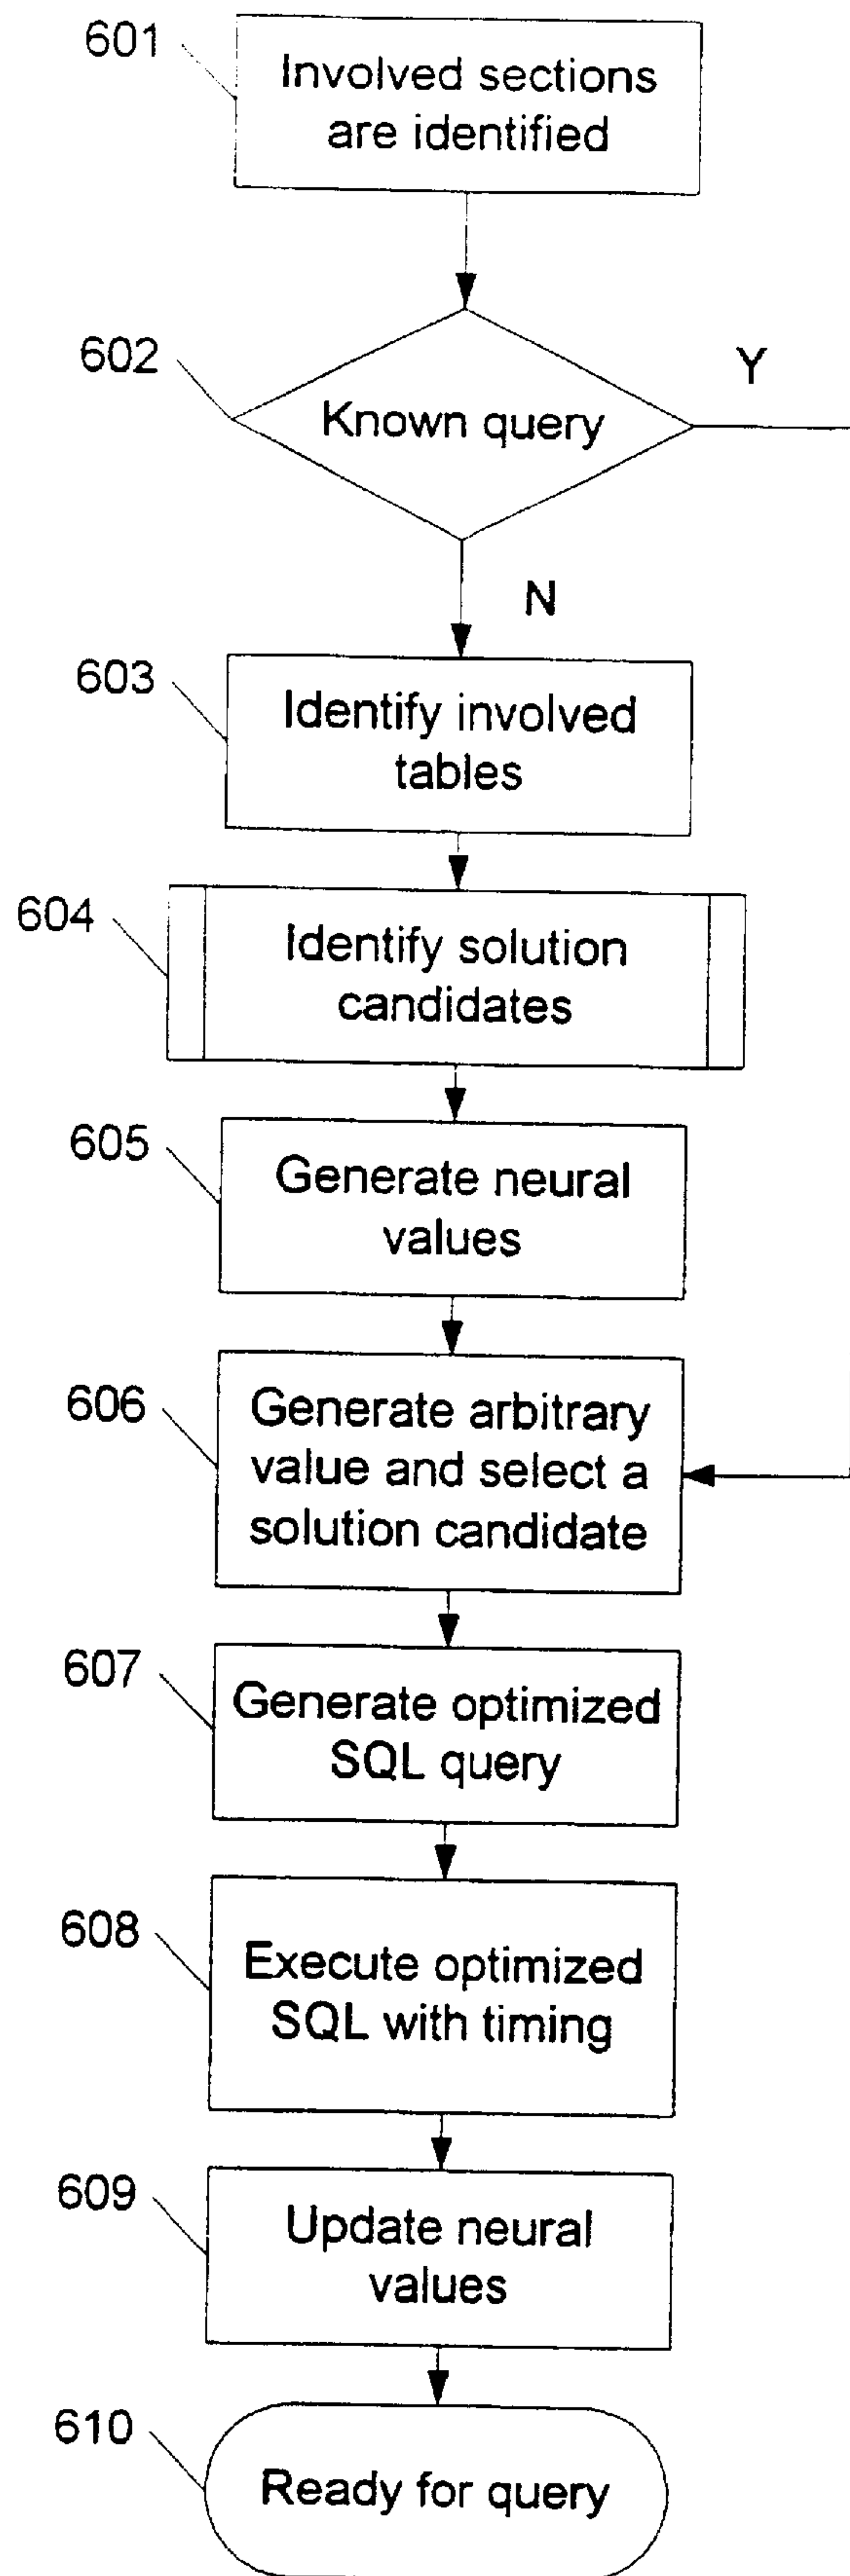 601
Involved sections
are identified
602
Known query
Y
N
603
Identify involved
tables
604
Identify solution
candidates
605
Generate neural
values
606
Generate arbitrary
value and select a
solution candidate
607
Generate optimized
SQL query
608
Execute optimized
SQL with timing
609
Update neural
values
610
Ready for query